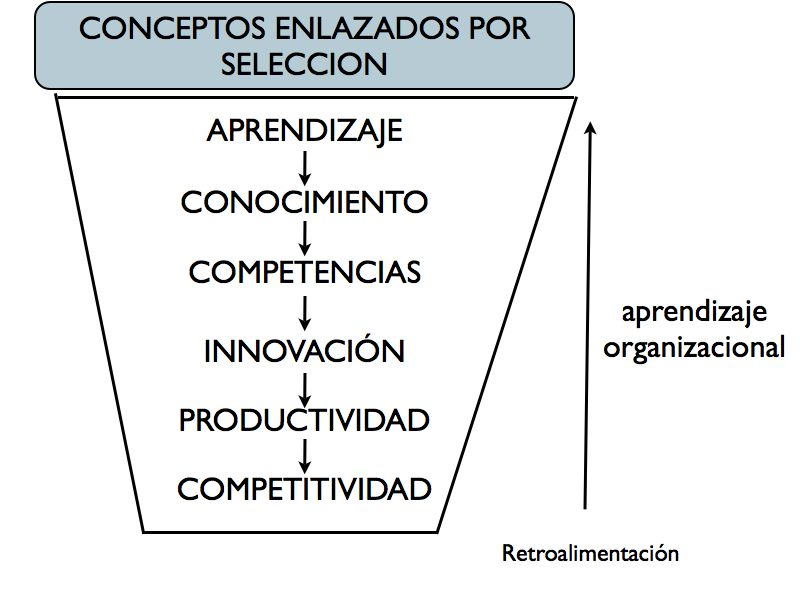 CONCEPTOS ENLAZADOS POR
SELECCION
APRENDIZAJE
CONOCIMIENTO
COMPETENCIAS
INNOVACIÓN
PRODUCTIVIDAD
COMPETITIVIDAD
aprendizaje
organizacional
Retroalimentación